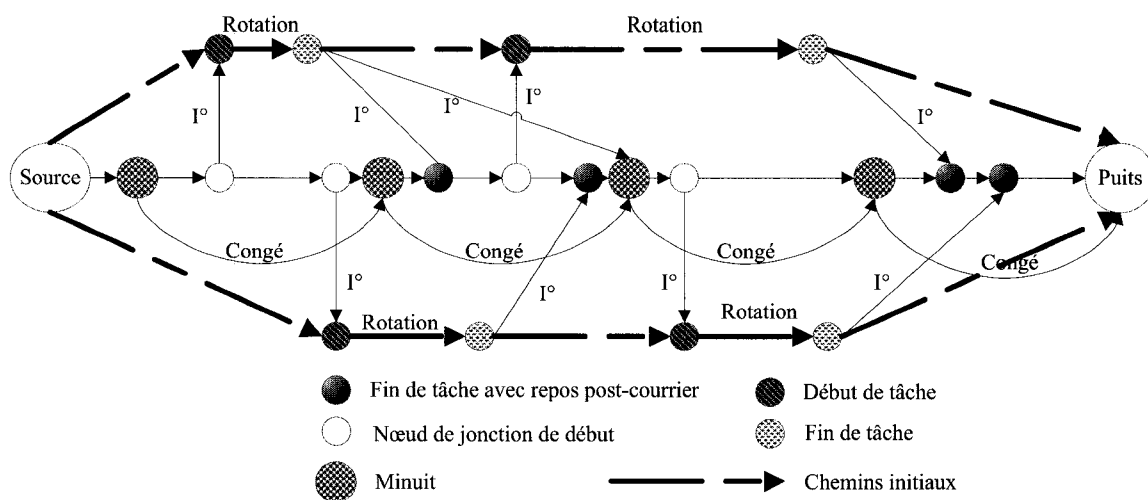 Rotation
Rotation
I°
I°
I°
I°
I°
Source
Puits
Congé
Congé
Congé
Congé
I°
I°
I°
I°
Rotation
Rotation
Fin de tâche avec repos post-courrier
Début de tâche
Nœud de jonction de début
Fin de tâche
Minuit
Chemins initiaux